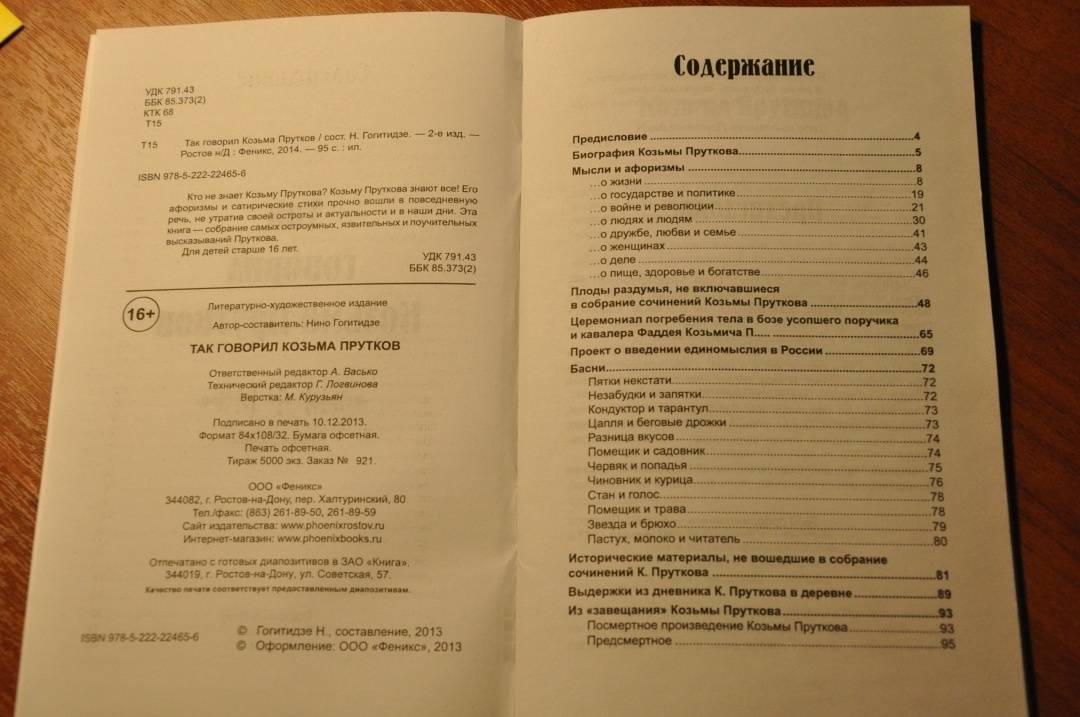 УДК 791.43
ББК 85.373(2)
КТК 68
Т15
Т15 Так говорил Козьма Прутков / сост. Н. Гогитидзе. — 2-е изд. —
Ростов н/Д : Феникс, 2014. — 95 с. : ил.
ISBN 978-5-222-22465-6
Кто не знает Козьму Пруткова? Козьму Пруткова знают все! Его
афоризмы и сатирические стихи прочно вошли в повседневную
речь, не утратив своей остроты и актуальности и в наши дни. Эта
книга — собрание самых остроумных, язвительных и поучительных
высказываний Пруткова.
Для детей старше 16 лет.
УДК 791.43
ББК 85.373(2)
16+
Литературно-художественное издание
Автор-составитель: Нино Гогитидзе
ТАК ГОВОРИЛ КОЗЬМА ПРУТКОВ
Ответственный редактор А. Васько
Технический редактор Г. Логвинова
Верстка: М. Курузьян
Подписано в печать 10.12.2013.
Формат 84х108/32. Бумага офсетная.
Печать офсетная.
Тираж 5000 экз. Заказ № 921.
ООО «Феникс»
344082, г. Ростов-на-Дону, пер. Халтуринский, 80
Тел./факс: (863) 261-89-50, 261-89-59
Сайт издательства: www.phoenixrostov.ru
Интернет-магазин: www.phoenixbooks.ru
Отпечатано с готовых диапозитивов в ЗАО «Книга».
344019, г. Ростов-на-Дону, ул. Советская, 57.
Качество печати соответствует предоставленным диапозитивам.
ISBN 978-5-222-22465-6
© Гогитидзе Н., составление, 2013
© Оформление: ООО «Феникс», 2013
Содержание
Предисловие ... 4
Биография Козьмы Пруткова ... 5
Мысли и афоризмы ... 8
...о жизни ... 8
...о государстве и политике ... 19
...о войне и революции ... 21
...о людях и людям ... 30
...о дружбе, любви и семье ... 41
...о женщинах ... 43
...о деле ... 44
...о пище, здоровье и богатстве ... 46
Плоды раздумья, не включавшиеся
в собрание сочинений Козьмы Пруткова ... 48
Церемониал погребения тела в бозе усопшего поручика
и кавалера Фаддея Козьмича П..... ... 65
Проект о введении единомыслия в России ... 69
Басни ... 72
Пятки некстати ... 72
Незабудки и запятки ... 72
Кондуктор и тарантул ... 73
Цапля и беговые дрожки ... 73
Разница вкусов ... 74
Помещик и садовник ... 74
Червяк и попадья ... 75
Чиновник и курица ... 76
Стан и голос ... 78
Помещик и трава ... 78
Звезда и брюхо ... 79
Пастух, молоко и читатель ... 80
Исторические материалы, не вошедшие в собрание
сочинений К. Пруткова ... 81
Выдержки из дневника К. Пруткова в деревне ... 89
Из «завещания» Козьмы Пруткова ... 93
Посмертное произведение Козьмы Пруткова ... 93
Предсмертное ... 95